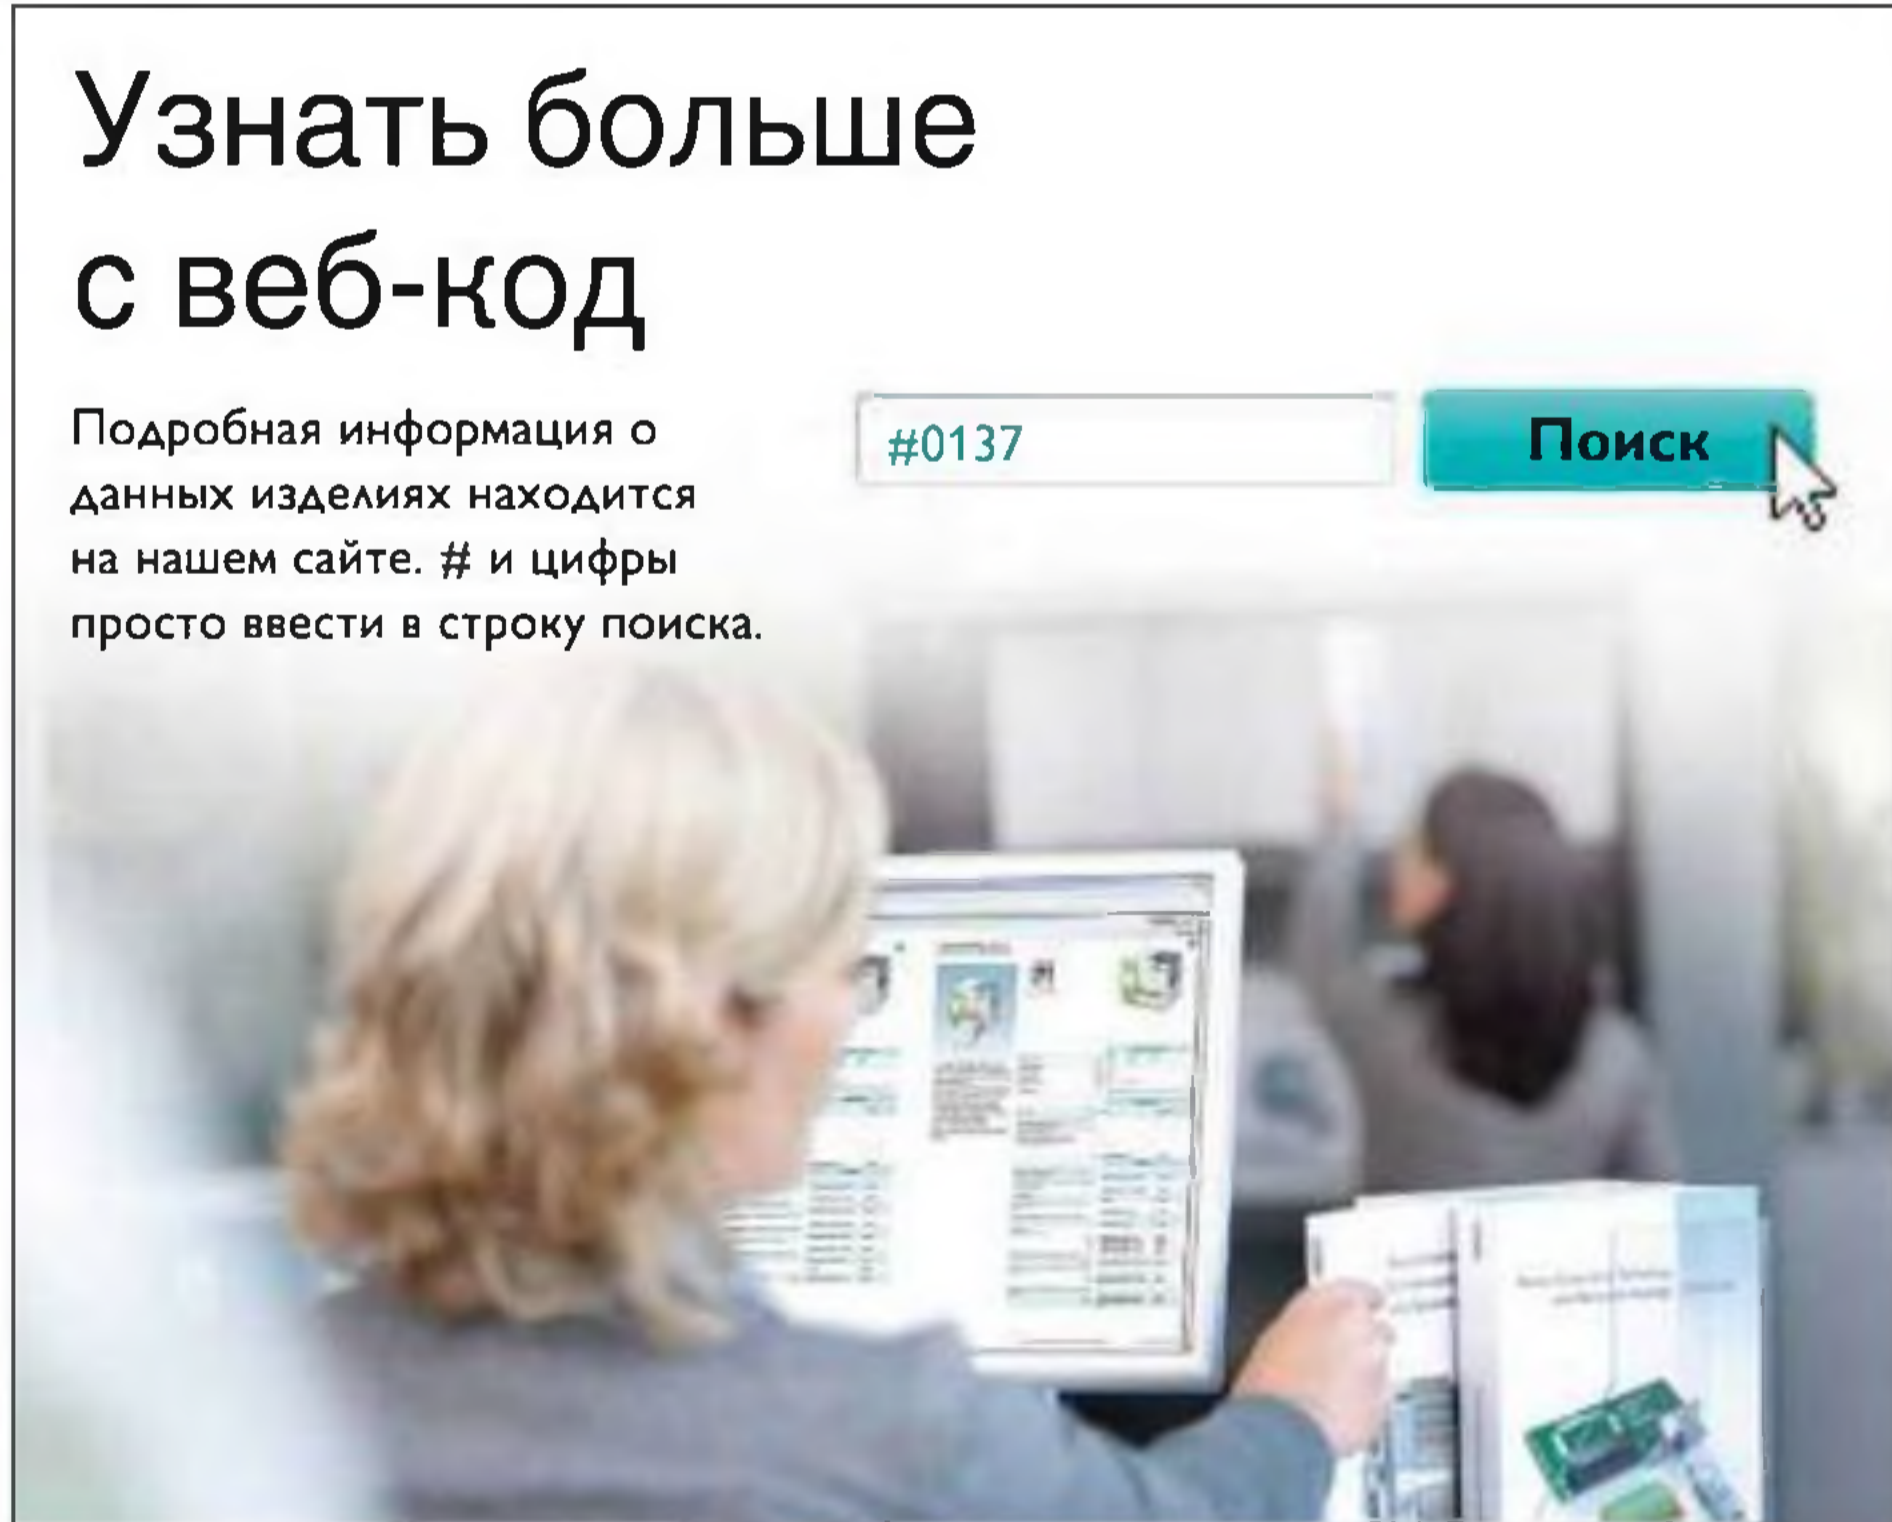 Узнать больше
с веб-код
Подробная информация о
данных изделиях находится
на нашем сайте. # и цифры
просто ввести в строку поиска.
#0137
Поиск